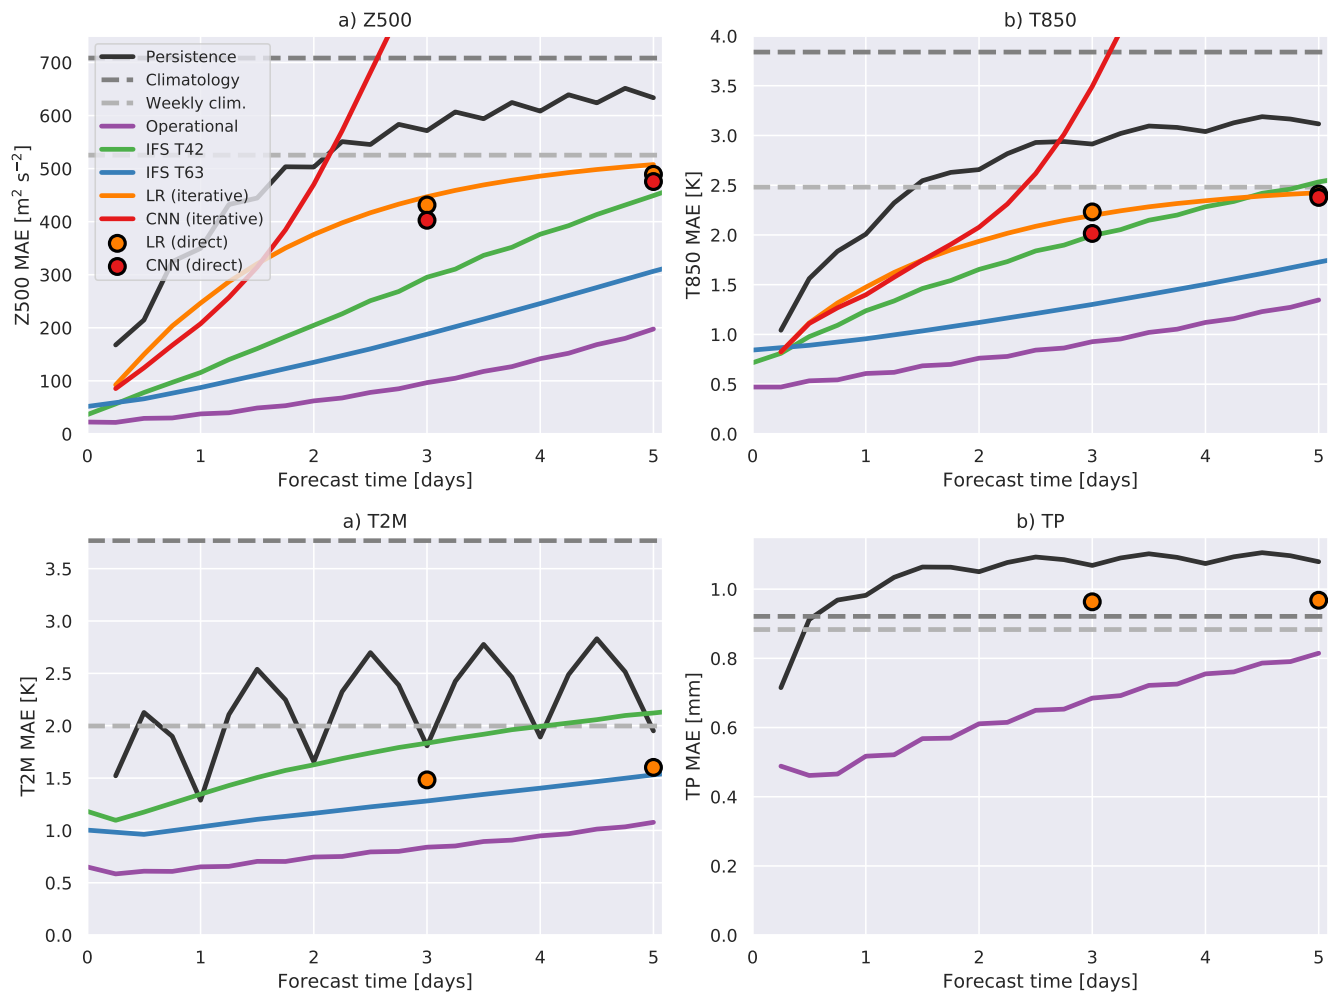 a) Z500
Z500 MAE [m² s⁻²]
700
600
500
400
300
200
100
0
Persistence
Climatology
Weekly clim.
Operational
IFS T42
IFS T63
LR (iterative)
CNN (iterative)
LR (direct)
CNN (direct)
0 1 2 3 4 5
Forecast time [days]
b) T850
T850 MAE [K]
4.0
3.5
3.0
2.5
2.0
1.5
1.0
0.5
0.0
0 1 2 3 4 5
Forecast time [days]
a) T2M
T2M MAE [K]
3.5
3.0
2.5
2.0
1.5
1.0
0.5
0.0
0 1 2 3 4 5
Forecast time [days]
b) TP
TP MAE [mm]
1.0
0.8
0.6
0.4
0.2
0.0
0 1 2 3 4 5
Forecast time [days]